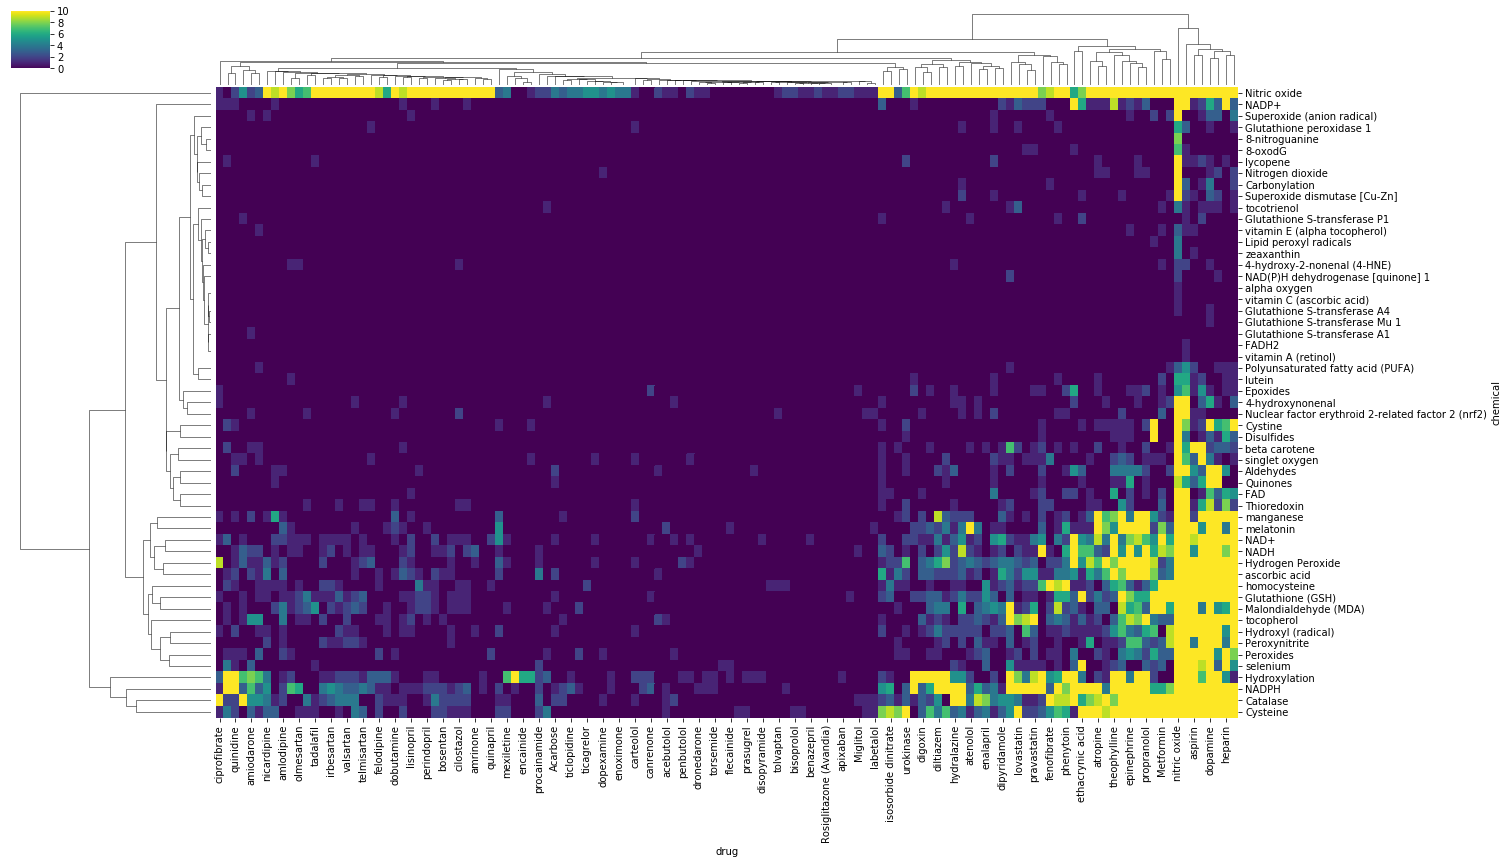 10
8
6
4
2
0
Nitric oxide
NADP+
Superoxide (anion radical)
Glutathione peroxidase 1
8-nitroguanine
8-oxodG
lycopene
Nitrogen dioxide
Carbonylation
Superoxide dismutase [Cu-Zn]
tocotrienol
Glutathione S-transferase P1
vitamin E (alpha tocopherol)
Lipid peroxyl radicals
zeaxanthin
4-hydroxy-2-nonenal (4-HNE)
NAD(P)H dehydrogenase [quinone] 1
alpha oxygen
vitamin C (ascorbic acid)
Glutathione S-transferase A4
Glutathione S-transferase Mu 1
Glutathione S-transferase A1
FADH2
vitamin A (retinol)
Polyunsaturated fatty acid (PUFA)
lutein
Epoxides
4-hydroxynonenal
Nuclear factor erythroid 2-related factor 2 (nrf2)
Cystine
Disulfides
beta carotene
singlet oxygen
Aldehydes
Quinones
FAD
Thioredoxin
manganese
melatonin
NAD+
NADH
Hydrogen Peroxide
ascorbic acid
homocysteine
Glutathione (GSH)
Malondialdehyde (MDA)
tocopherol
Hydroxyl (radical)
Peroxynitrite
Peroxides
selenium
Hydroxylation
NADPH
Catalase
Cysteine
chemical
ciprofibrate
quinidine
amiodarone
nicardipine
amlodpine
olmesartan
tadalafil
irbesartan
valsartan
telmisartan
felodipine
dobutamine
lisinopril
perindopril
bosentan
cilostazol
amrinone
quinapril
mexiletine
encainide
procainamide
Acarbose
ticlopidine
ticagrelor
dopexamine
enoximone
carteolol
canrenone
acebutolol
penbutolol
dronedarone
torsemide
flecainide
prasugrel
disopyramide
tolvaptan
bisoprolol
benazepril
Rosiglitazone (Avandia)
apixaban
Miglitol
labetalol
isosorbide dinitrate
urokinase
digoxin
diltiazem
hydralazine
atenolol
enalapril
dipyridamole
lovastatin
pravastatin
fenofibrate
phenytoin
ethacrynic acid
atropine
theophylline
epinephrine
propranolol
Metformin
nitric oxide
aspirin
dopamine
heparin
drug